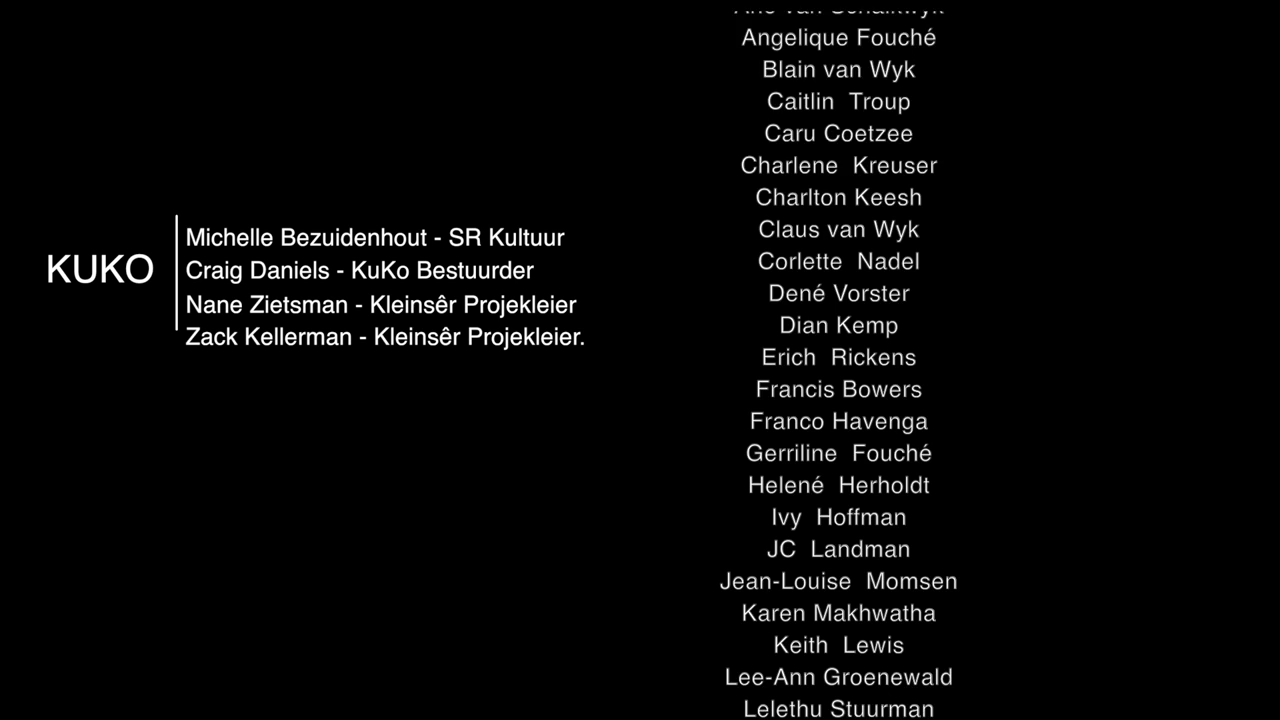 KUKO
Michelle Bezuidenhout - SR Kultuur
Craig Daniels - KuKo Bestuurder
Nane Zietsman - Kleinsêr Projekleier
Zack Kellerman - Kleinsêr Projekleier.
van Schalkwyk
Angelique Fouché
Blain van Wyk
Caitlin Troup
Caru Coetzee
Charlene Kreuser
Charlton Keesh
Claus van Wyk
Corlette Nadel
Dené Vorster
Dian Kemp
Erich Rickens
Francis Bowers
Franco Havenga
Gerriline Fouché
Helené Herholdt
Ivy Hoffman
JC Landman
Jean-Louise Momsen
Karen Makhwatha
Keith Lewis
Lee-Ann Groenewald
Lelethu Stuurman